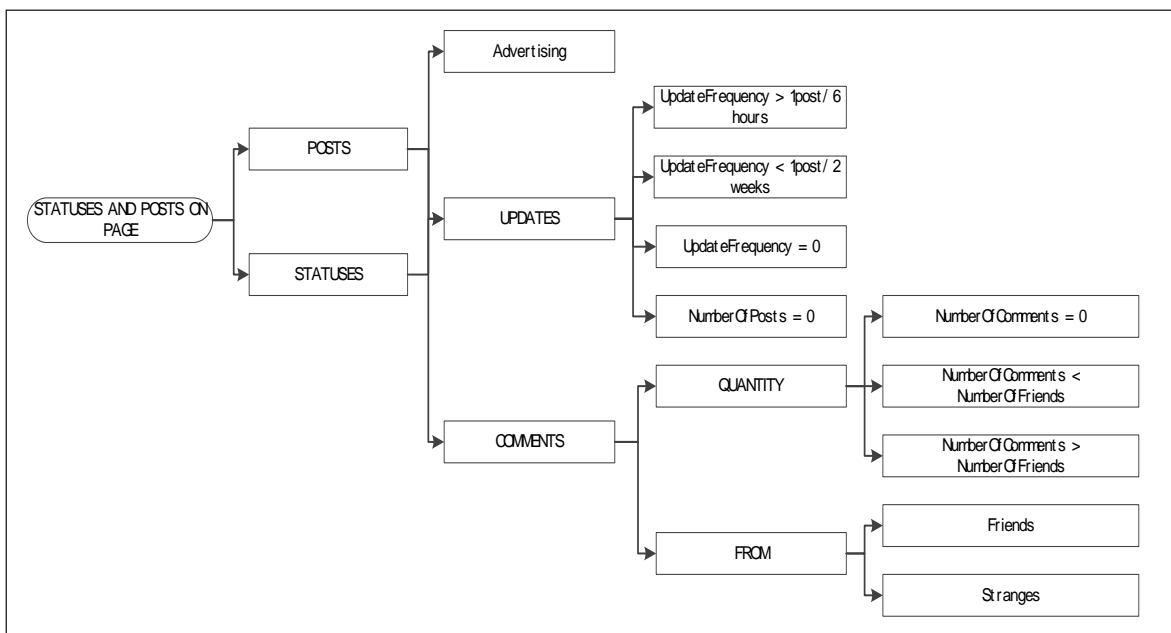 Advertising
UpdateFrequency > 1post/ 6
hours
POSTS
UpdateFrequency < 1post/ 2
weeks
STATUSES AND POSTS ON
PAGE
UPDATES
STATUSES
UpdateFrequency = 0
NumberOfPosts = 0
NumberOfComments = 0
QUANTITY
NumberOfComments <
NumberOfFriends
COMMENTS
NumberOfComments >
NumberOfFriends
FROM
Friends
Stranges